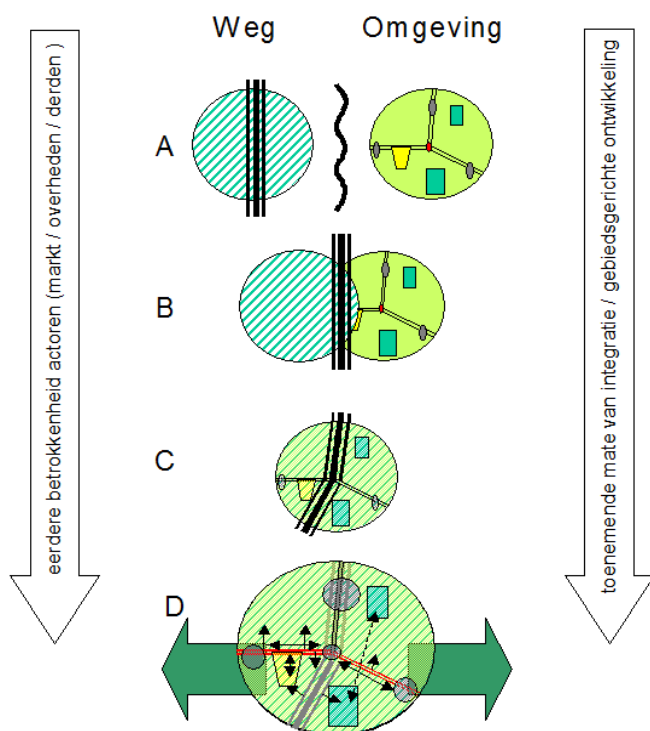 Weg
Omgeving
A
B
C
D
eerdere betrokkenheid actoren (markt / overheden / derden)
toenemende mate van integratie / gebiedsgerichte ontwikkeling